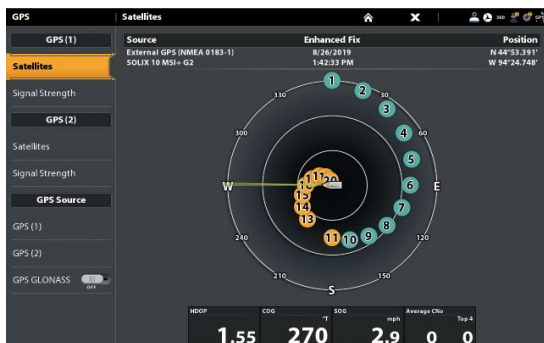 GPS
Satellites
X
360
GPS (1)
Satellites
Signal Strength
GPS (2)
Satellites
Signal Strength
GPS Source
GPS (1)
GPS (2)
GPS GLONASS
OFF
Source Enhanced Fix Position
External GPS (NMEA 0183-1) 8/26/2019 N 44°53.391'
SOLIX 10 MSI+ G2 1:42:33 PM W 94°24.748'
330 1 2 30
3
300 4 60
5
W 6 E
15 7
14 8
13
240 11 10 9 120
210 150
S
HDOP COG °T SOG mph Average CNo Top 4
1.55 270 2.9 0 0